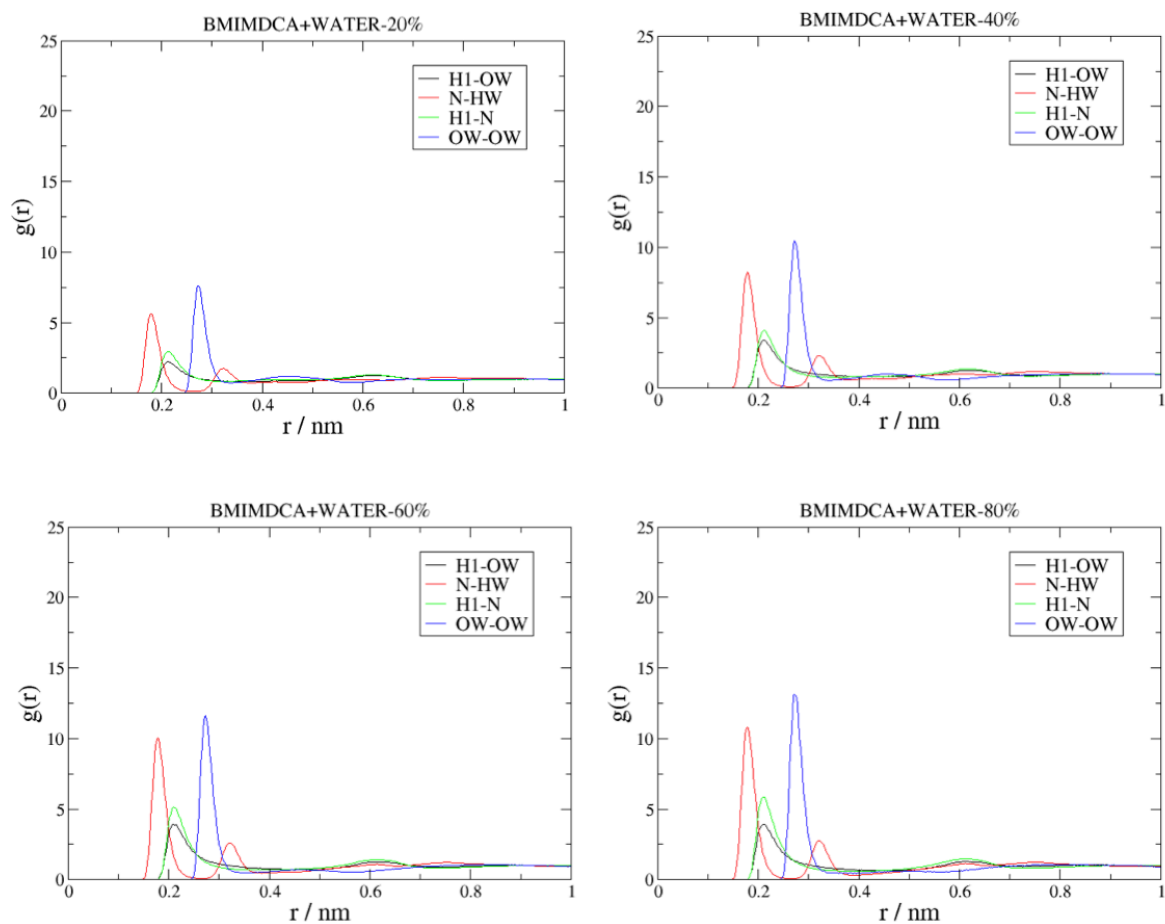 BMIMDCA+WATER-20%
25
20
15
10
5
0
g(r)
H1-OW
N-HW
H1-N
OW-OW
0 0.2 0.4 0.6 0.8 1
r / nm
BMIMDCA+WATER-40%
25
20
15
10
5
0
g(r)
H1-OW
N-HW
H1-N
OW-OW
0 0.2 0.4 0.6 0.8 1
r / nm
BMIMDCA+WATER-60%
25
20
15
10
5
0
g(r)
H1-OW
N-HW
H1-N
OW-OW
0 0.2 0.4 0.6 0.8 1
r / nm
BMIMDCA+WATER-80%
25
20
15
10
5
0
g(r)
H1-OW
N-HW
H1-N
OW-OW
0 0.2 0.4 0.6 0.8 1
r / nm